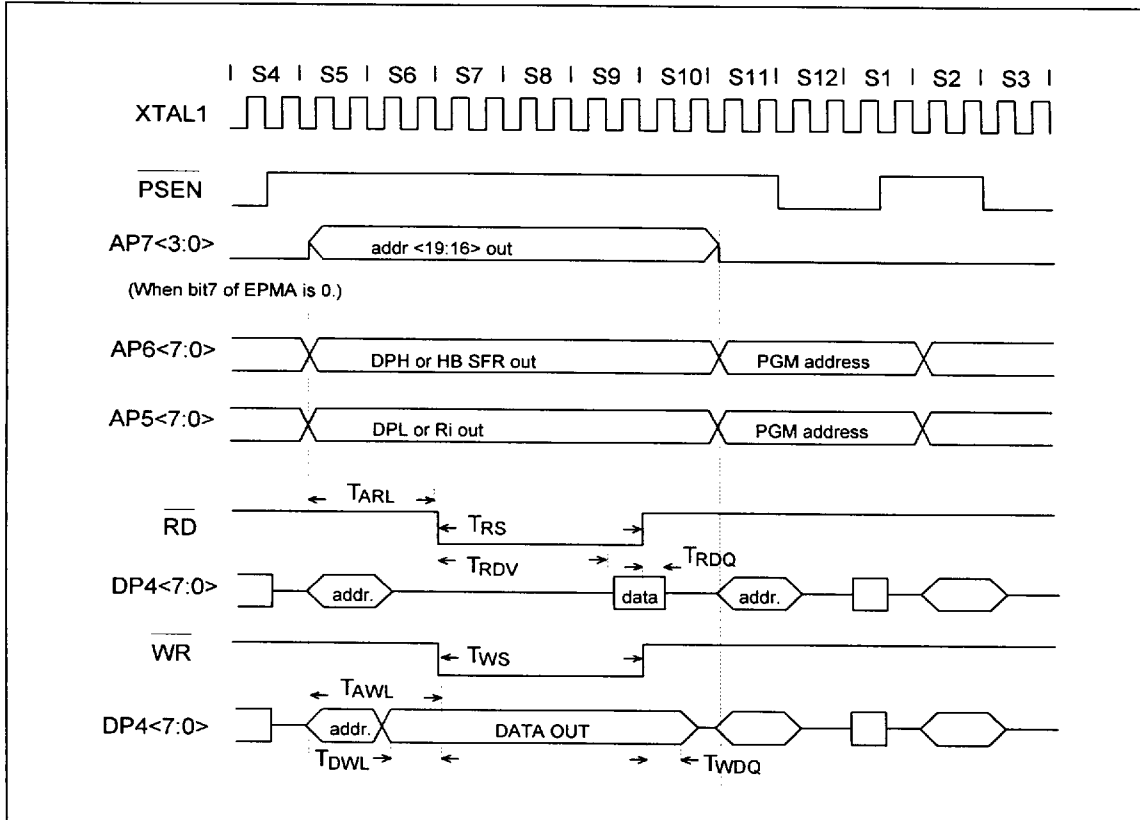 | S4 | S5 | S6 | S7 | S8 | S9 | S10 | S11 | S12 | S1 | S2 | S3 |
XTAL1
PSEN
AP7<3:0>
addr <19:16> out
(When bit7 of EPMA is 0.)
AP6<7:0>
DPH or HB SFR out
PGM address
AP5<7:0>
DPL or Ri out
PGM address
TARL
RD
TRS
TRDV
TRDQ
DP4<7:0>
addr.
data
addr.
WR
TWS
TAWL
DP4<7:0>
addr.
DATA OUT
TDWL
TWDQ